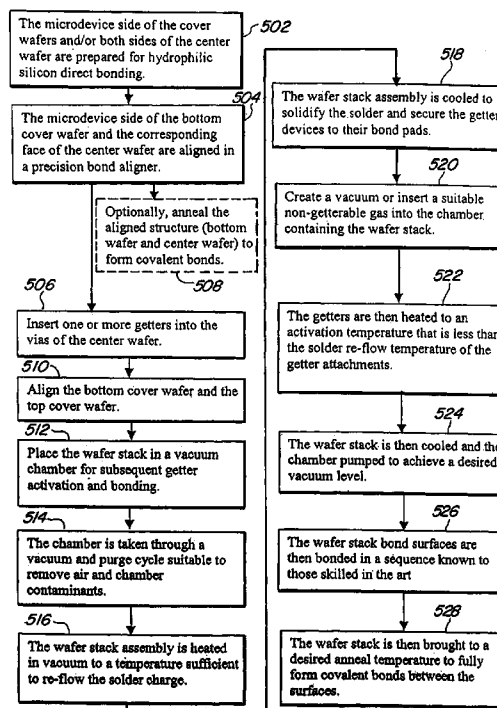 The microdevice side of the cover
wafers and/or both sides of the center
wafer are prepared for hydrophilic
silicon direct bonding.
502
504
The microdevice side of the bottom
cover wafer and the corresponding
face of the center wafer are aligned in
a precision bond aligner.
Optionally, anneal the
aligned structure (bottom
wafer and center wafer) to
form covalent bonds.
508
506
Insert one or more getters into the
vias of the center wafer.
510
Align the bottom cover wafer and the
top cover wafer.
512
Place the wafer stack in a vacuum
chamber for subsequent getter
activation and bonding.
514
The chamber is taken through a
vacuum and purge cycle suitable to
remove air and chamber
contaminants.
516
The wafer stack assembly is heated
in vacuum to a temperature sufficient
to re-flow the solder charge.
518
The wafer stack assembly is cooled to
solidify the solder and secure the getter
devices to their bond pads.
520
Create a vacuum or insert a suitable
non-getterable gas into the chamber
containing the wafer stack.
522
The getters are then heated to an
activation temperature that is less than
the solder re-flow temperature of the
getter attachments.
524
The wafer stack is then cooled and the
chamber pumped to achieve a desired
vacuum level.
526
The wafer stack bond surfaces are
then bonded in a sequence known to
those skilled in the art
528
The wafer stack is then brought to a
desired anneal temperature to fully
form covalent bonds between the
surfaces.